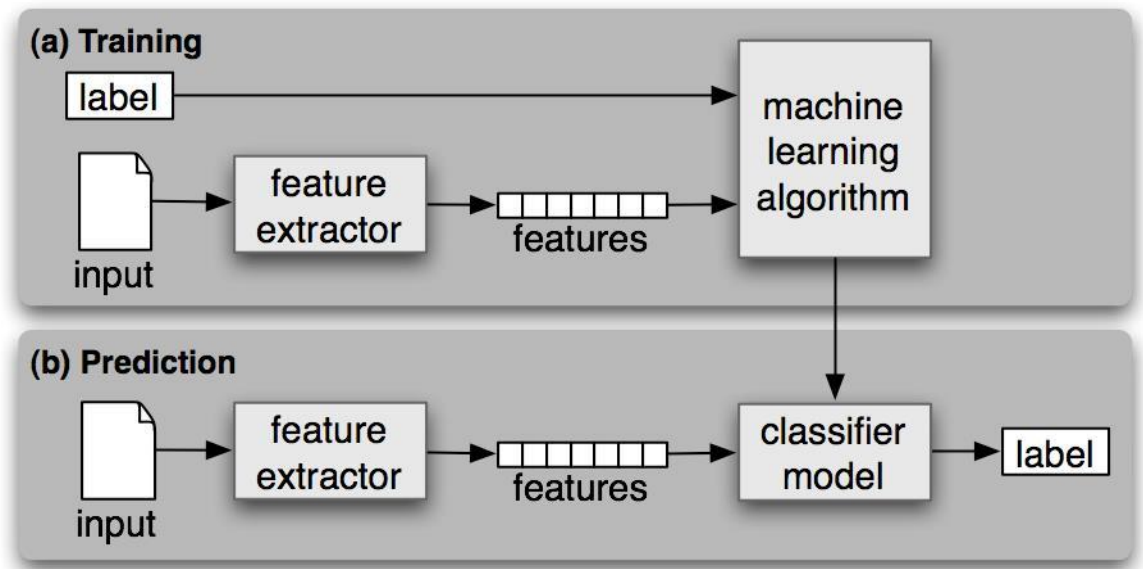 (a) Training
label
machine
learning
algorithm
feature
extractor
features
input
(b) Prediction
feature
extractor
features
classifier
model
label
input